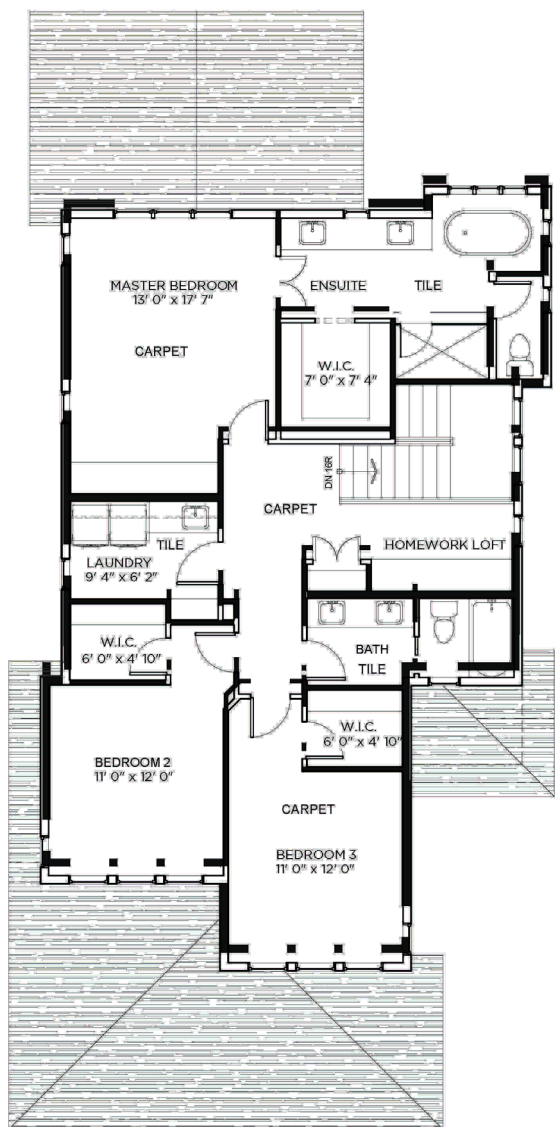 MASTER BEDROOM
13' 0" x 17' 7"
CARPET
ENSUITE
TILE
W.I.C.
7' 0" x 7' 4"
DN 16R
CARPET
HOMEWORK LOFT
TILE
LAUNDRY
9' 4" x 6' 2"
W.I.C.
6' 0" x 4' 10"
BATH
TILE
W.I.C.
6' 0" x 4' 10"
BEDROOM 2
11' 0" x 12' 0"
CARPET
BEDROOM 3
11' 0" x 12' 0"